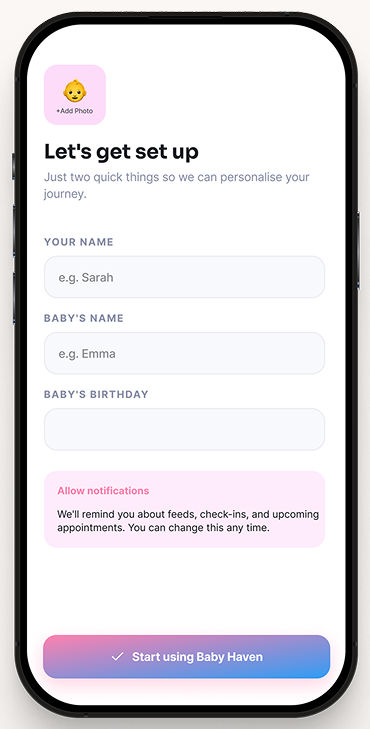 +Add Photo
Let's get set up
Just two quick things so we can personalise your
journey.
YOUR NAME
e.g. Sarah
BABY'S NAME
e.g. Emma
BABY'S BIRTHDAY
Allow notifications
We'll remind you about feeds, check-ins, and upcoming
appointments. You can change this any time.
Start using Baby Haven